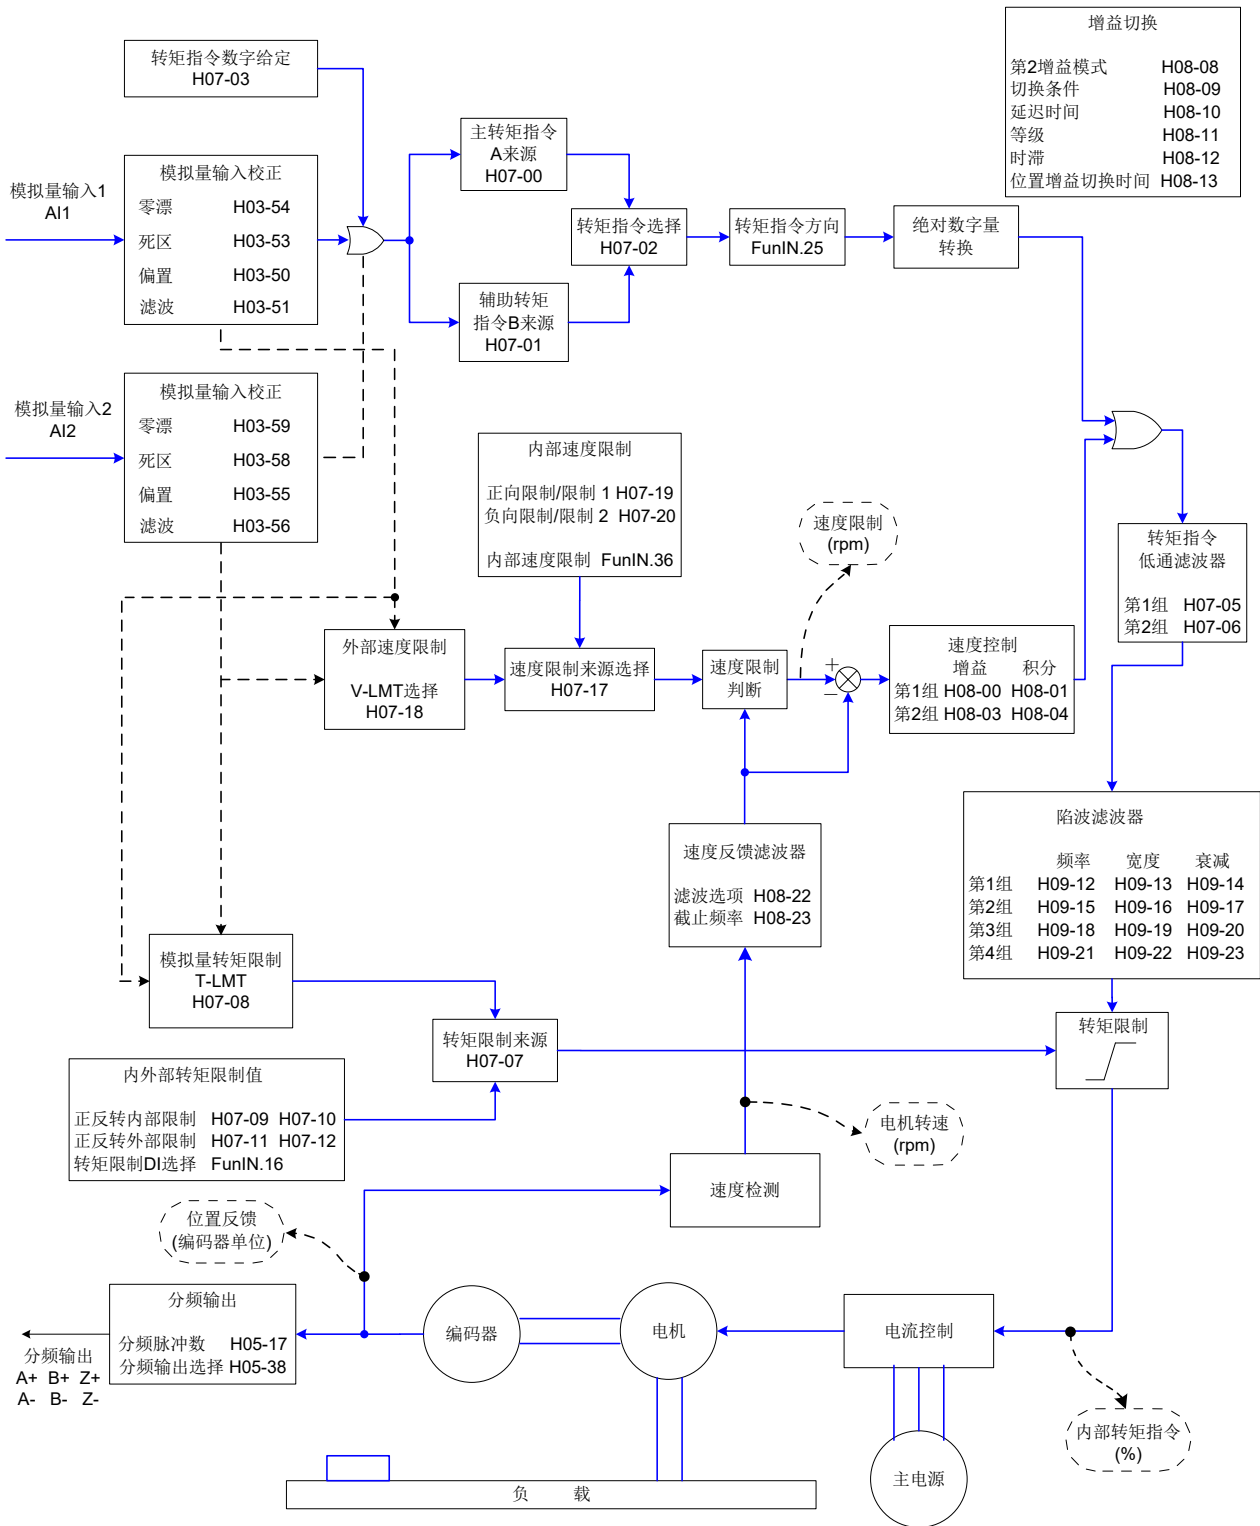 增益切换
第2增益模式 H08-08
切换条件 H08-09
延迟时间 H08-10
等级 H08-11
时滞 H08-12
位置增益切换时间 H08-13
转矩指令数字给定
H07-03
模拟量输入1
AI1
模拟量输入校正
零漂 H03-54
死区 H03-53
偏置 H03-50
滤波 H03-51
主转矩指令
A来源
H07-00
辅助转矩
指令B来源
H07-01
转矩指令选择
H07-02
转矩指令方向
FunIN.25
绝对数字量
转换
模拟量输入2
AI2
模拟量输入校正
零漂 H03-59
死区 H03-58
偏置 H03-55
滤波 H03-56
内部速度限制
正向限制/限制 1 H07-19
负向限制/限制 2 H07-20
内部速度限制 FunIN.36
速度限制
(rpm)
转矩指令
低通滤波器
第1组 H07-05
第2组 H07-06
外部速度限制
V-LMT选择
H07-18
速度限制来源选择
H07-17
速度限制
判断
+
−
速度控制
增益 积分
第1组 H08-00 H08-01
第2组 H08-03 H08-04
陷波滤波器
频率 宽度 衰减
第1组 H09-12 H09-13 H09-14
第2组 H09-15 H09-16 H09-17
第3组 H09-18 H09-19 H09-20
第4组 H09-21 H09-22 H09-23
速度反馈滤波器
滤波选项 H08-22
截止频率 H08-23
模拟量转矩限制
T-LMT
H07-08
转矩限制来源
H07-07
转矩限制
内外部转矩限制值
正反转内部限制 H07-09 H07-10
正反转外部限制 H07-11 H07-12
转矩限制DI选择 FunIN.16
电机转速
(rpm)
速度检测
位置反馈
(编码器单位)
分频输出
分频脉冲数 H05-17
分频输出选择 H05-38
分频输出
A+ B+ Z+
A- B- Z-
编码器
电机
电流控制
内部转矩指令
(%)
主电源
负 载